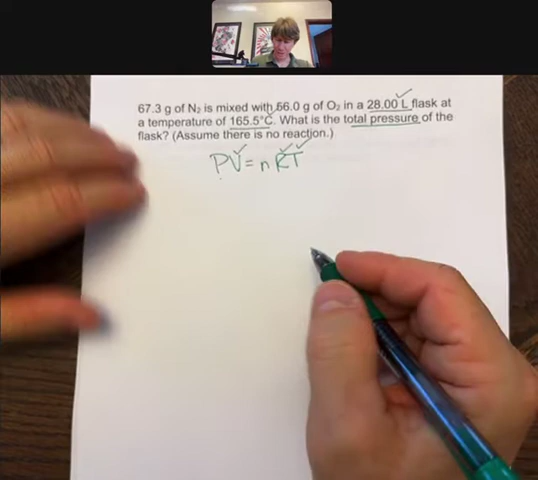 67.3 g of N₂ is mixed with 56.0 g of O₂ in a 28.00 L flask at
a temperature of 165.5°C. What is the total pressure of the
flask? (Assume there is no reaction.)
PV = nRT